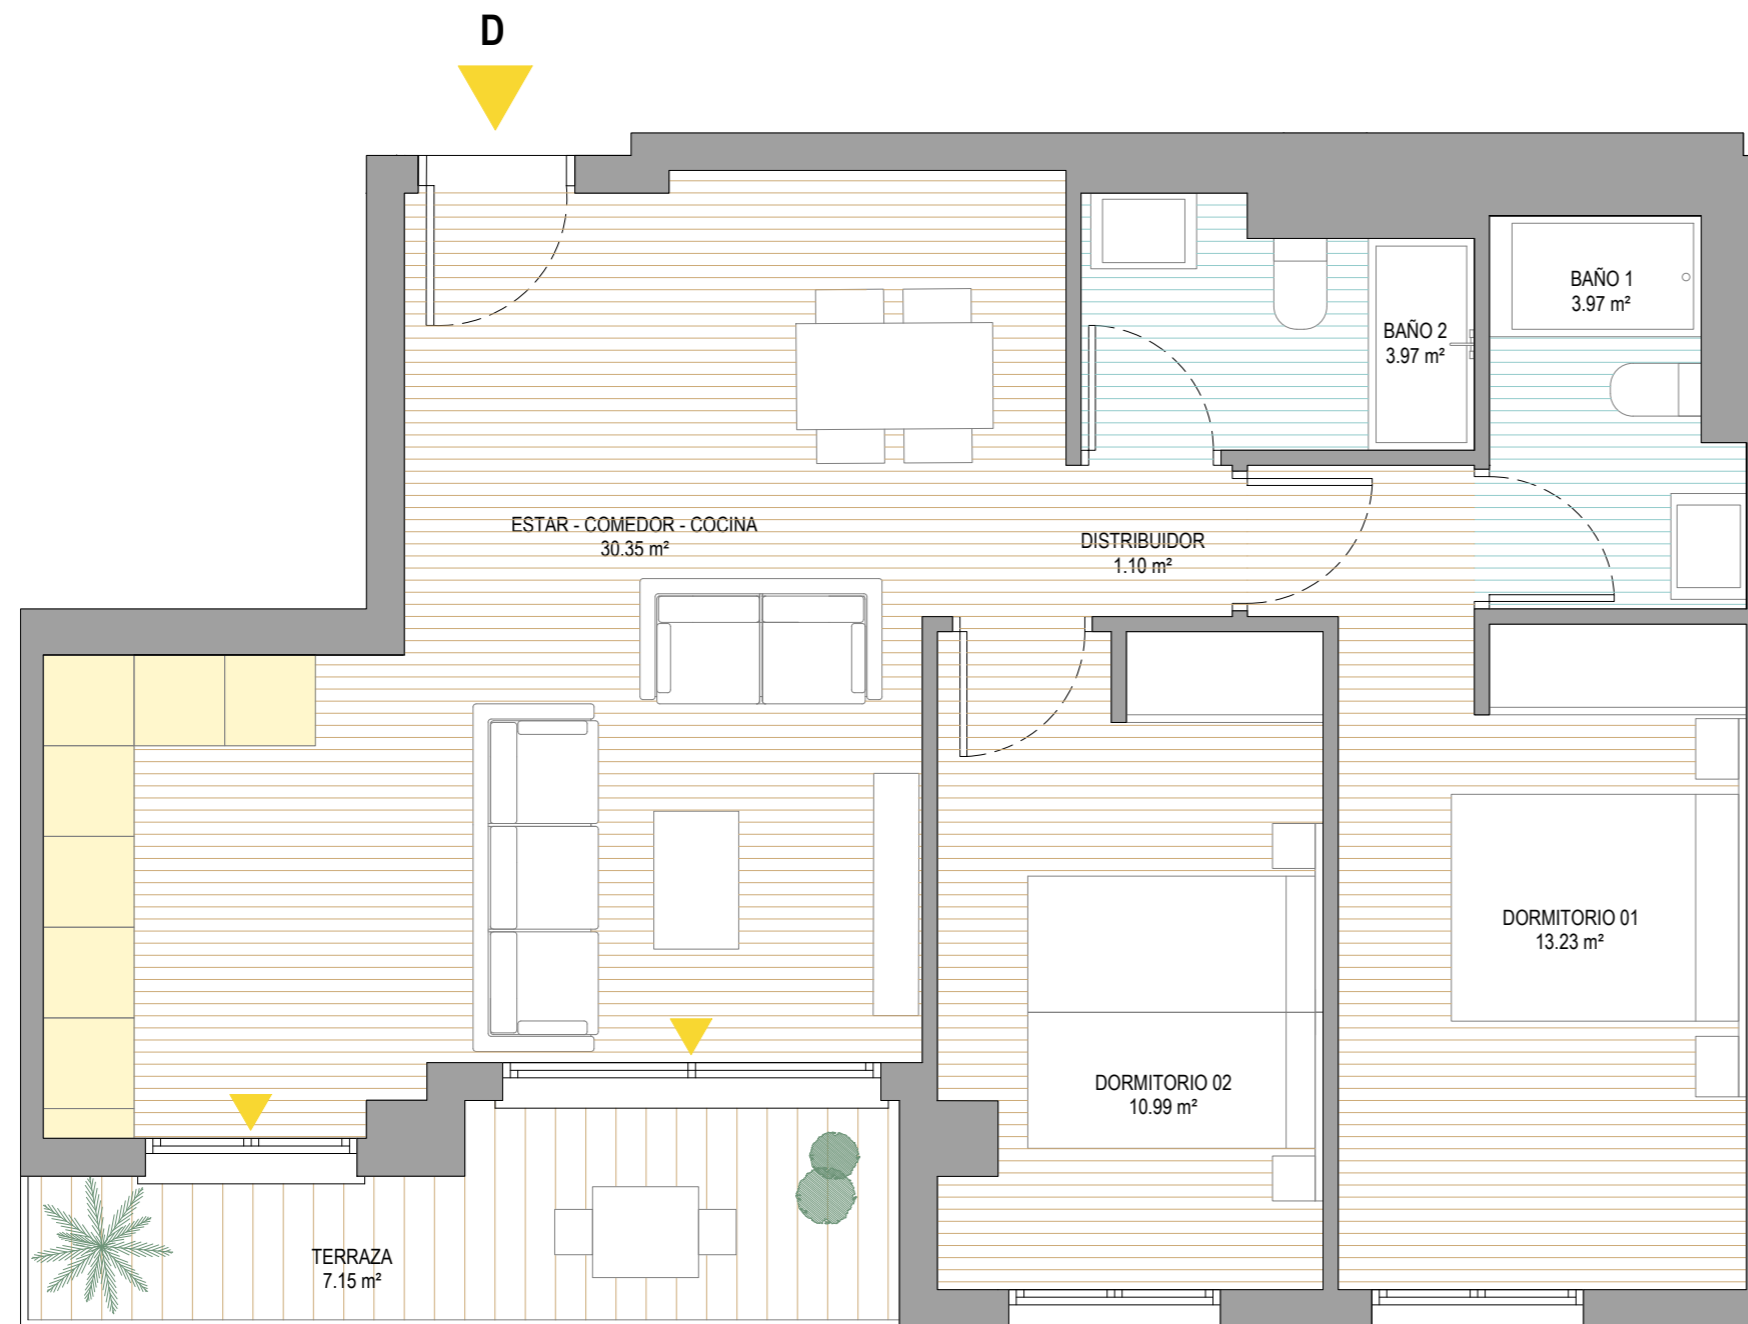 D
BAÑO 1
3.97 m²
BAÑO 2
3.97 m²
ESTAR - COMEDOR - COCINA
30.35 m²
DISTRIBUIDOR
1.10 m²
DORMITORIO 01
13.23 m²
DORMITORIO 02
10.99 m²
TERRAZA
7.15 m²